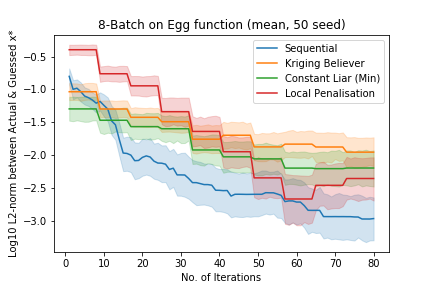 8-Batch on Egg function (mean, 50 seed)
Log10 L2-norm between Actual & Guessed x*
−0.5
−1.0
−1.5
−2.0
−2.5
−3.0
Sequential
Kriging Believer
Constant Liar (Min)
Local Penalisation
0 10 20 30 40 50 60 70 80
No. of Iterations